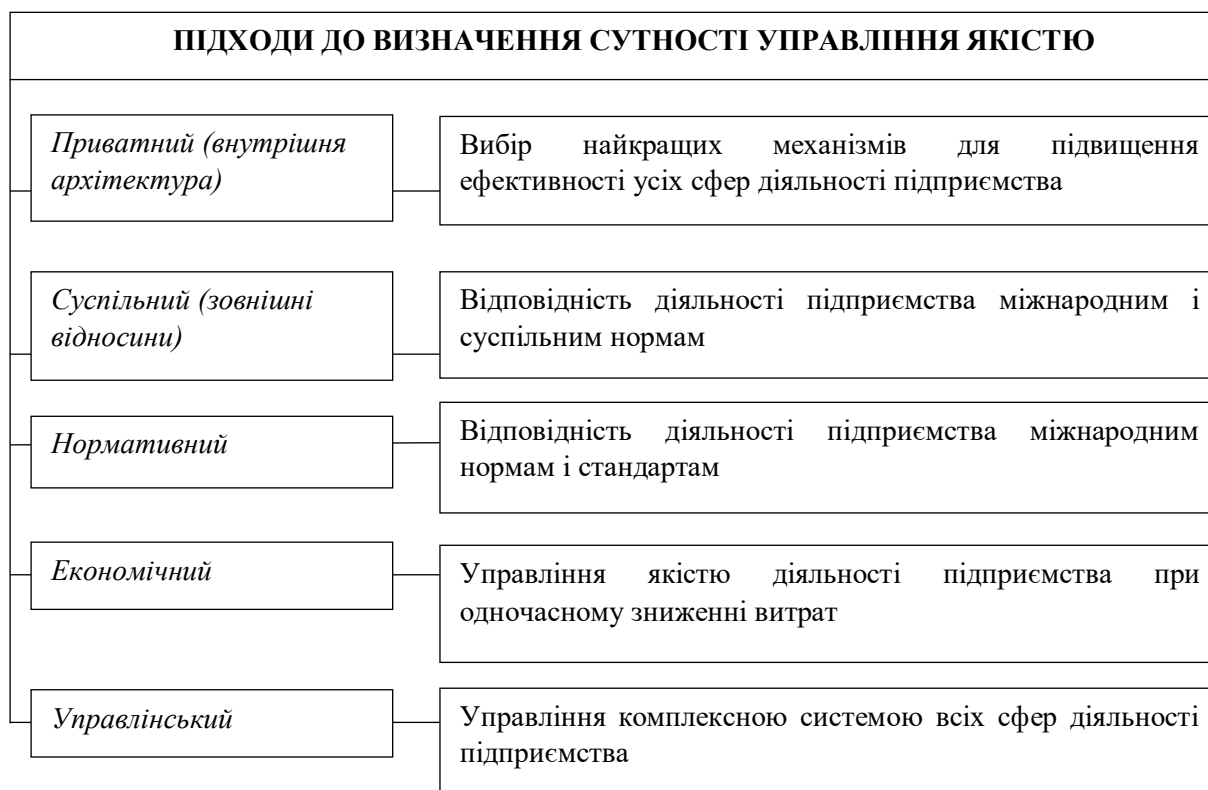 ПІДХОДИ ДО ВИЗНАЧЕННЯ СУТНОСТІ УПРАВЛІННЯ ЯКІСТЮ
Приватний (внутрішня
архітектура)
Вибір найкращих механізмів для підвищення
ефективності усіх сфер діяльності підприємства
Суспільний (зовнішні
відносини)
Відповідність діяльності підприємства міжнародним і
суспільним нормам
Нормативний
Відповідність діяльності підприємства міжнародним
нормам і стандартам
Економічний
Управління якістю діяльності підприємства при
одночасному зниженні витрат
Управлінський
Управління комплексною системою всіх сфер діяльності
підприємства